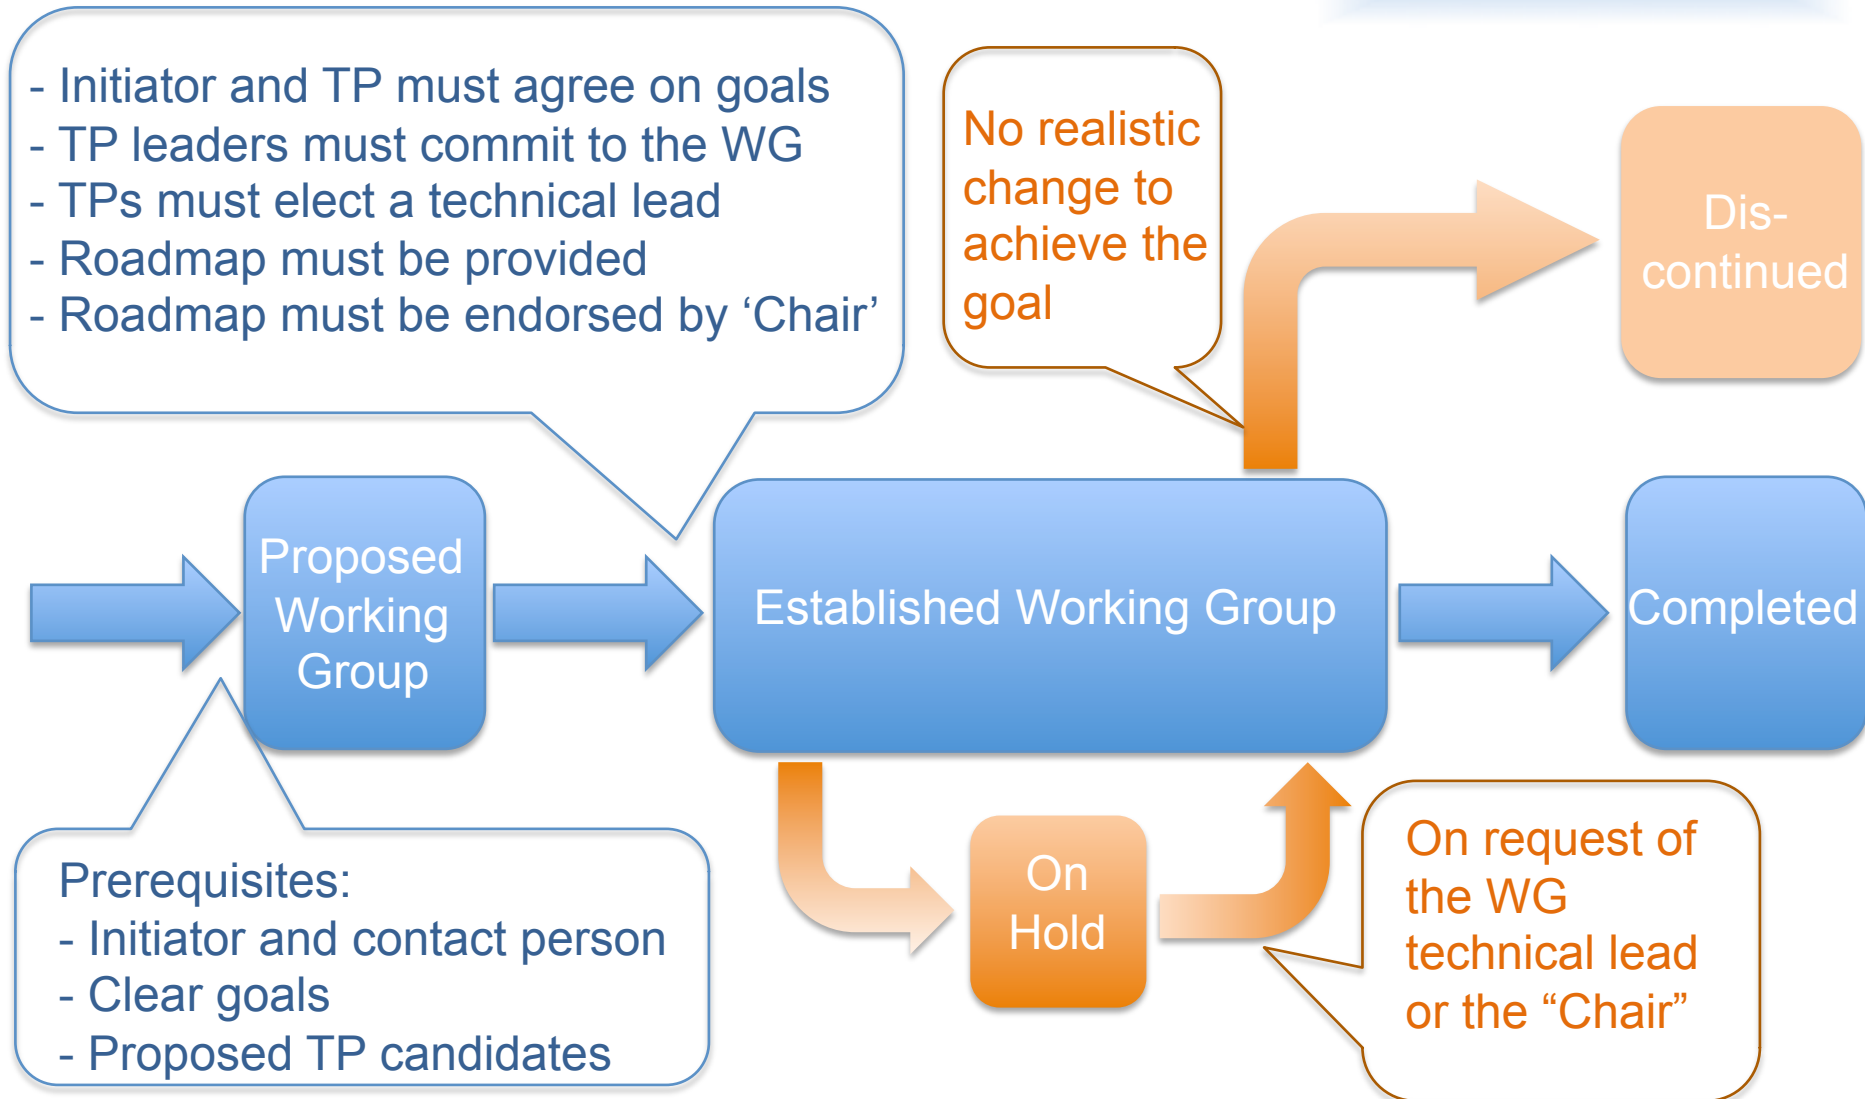 - Initiator and TP must agree on goals
- TP leaders must commit to the WG
- TPs must elect a technical lead
- Roadmap must be provided
- Roadmap must be endorsed by ‘Chair’
No realistic
change to
achieve the
goal
Dis-
continued
Proposed
Working
Group
Established Working Group
Completed
Prerequisites:
- Initiator and contact person
- Clear goals
- Proposed TP candidates
On
Hold
On request of
the WG
technical lead
or the “Chair”